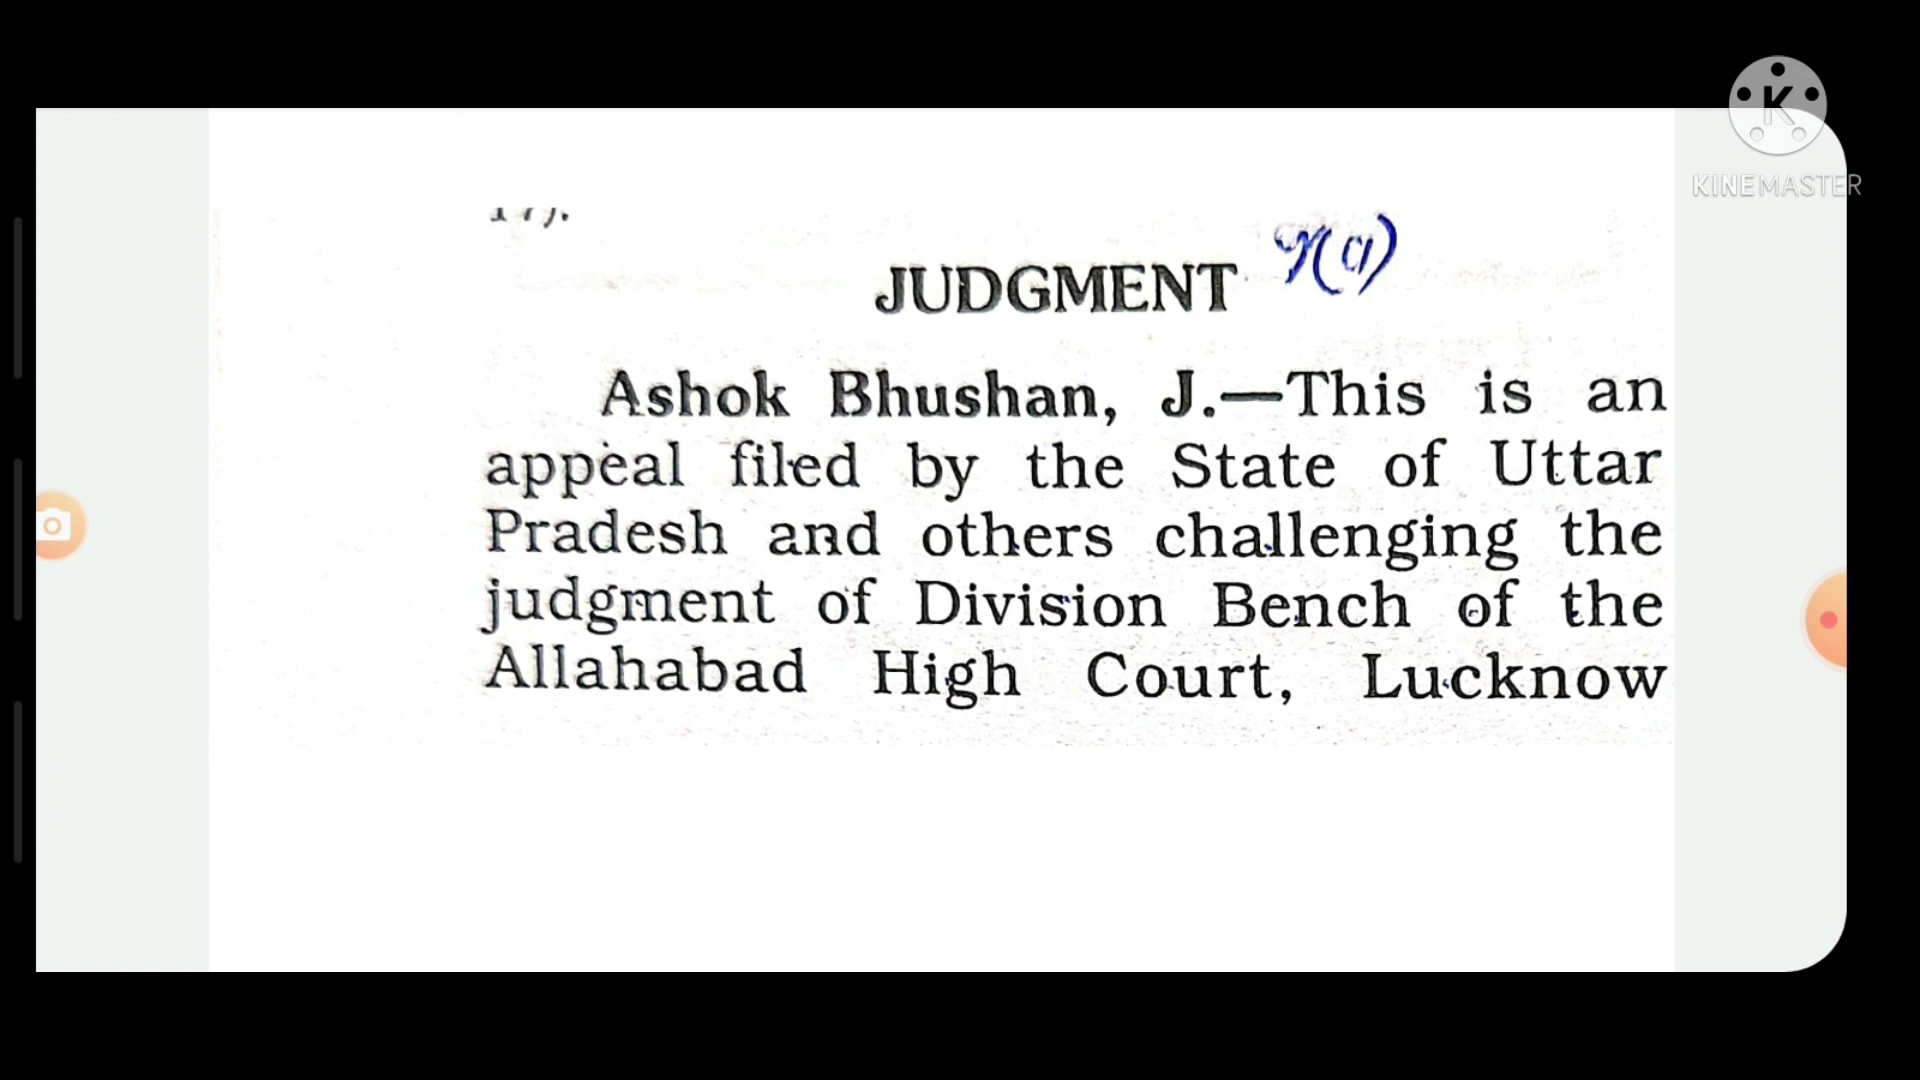 K
KINEMASTER
17).
JUDGMENT
Ashok Bhushan, J.—This is an
appeal filed by the State of Uttar
Pradesh and others challenging the
judgment of Division Bench of the
Allahabad High Court, Lucknow